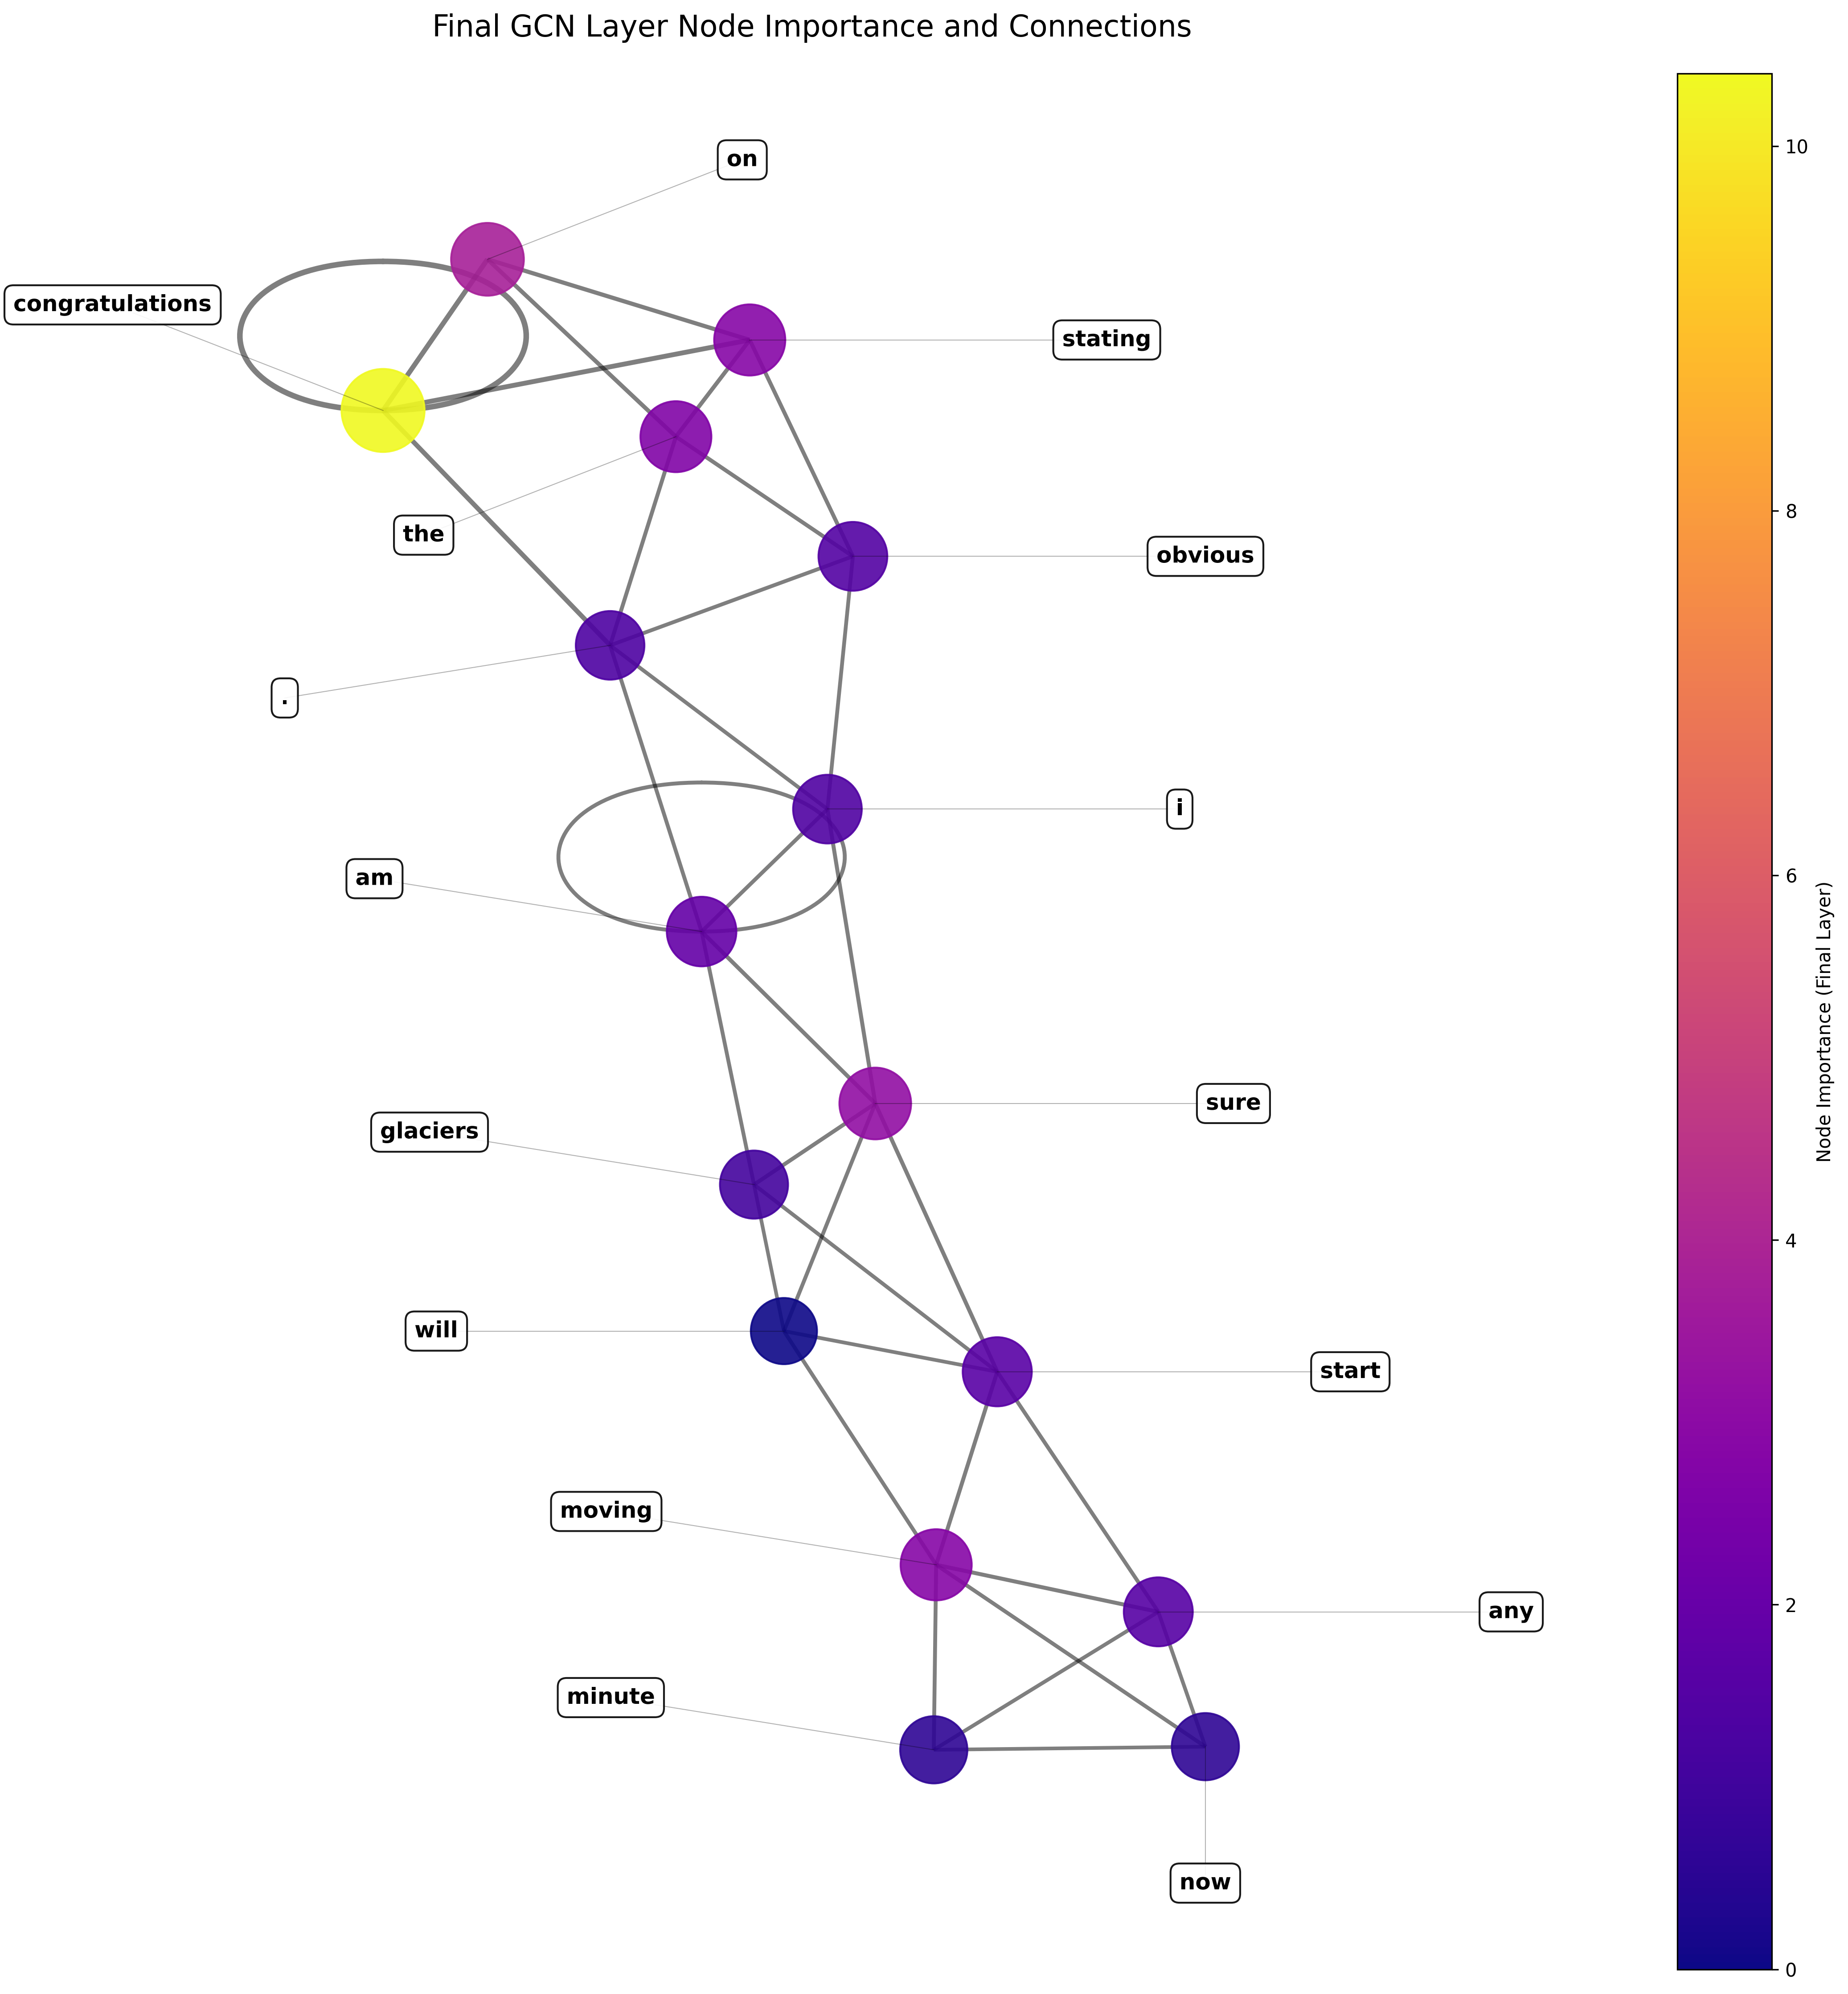 Final GCN Layer Node Importance and Connections
on
congratulations
stating
the
obvious
.
i
am
sure
glaciers
will
start
moving
any
minute
now
10
8
6
4
2
0
Node Importance (Final Layer)